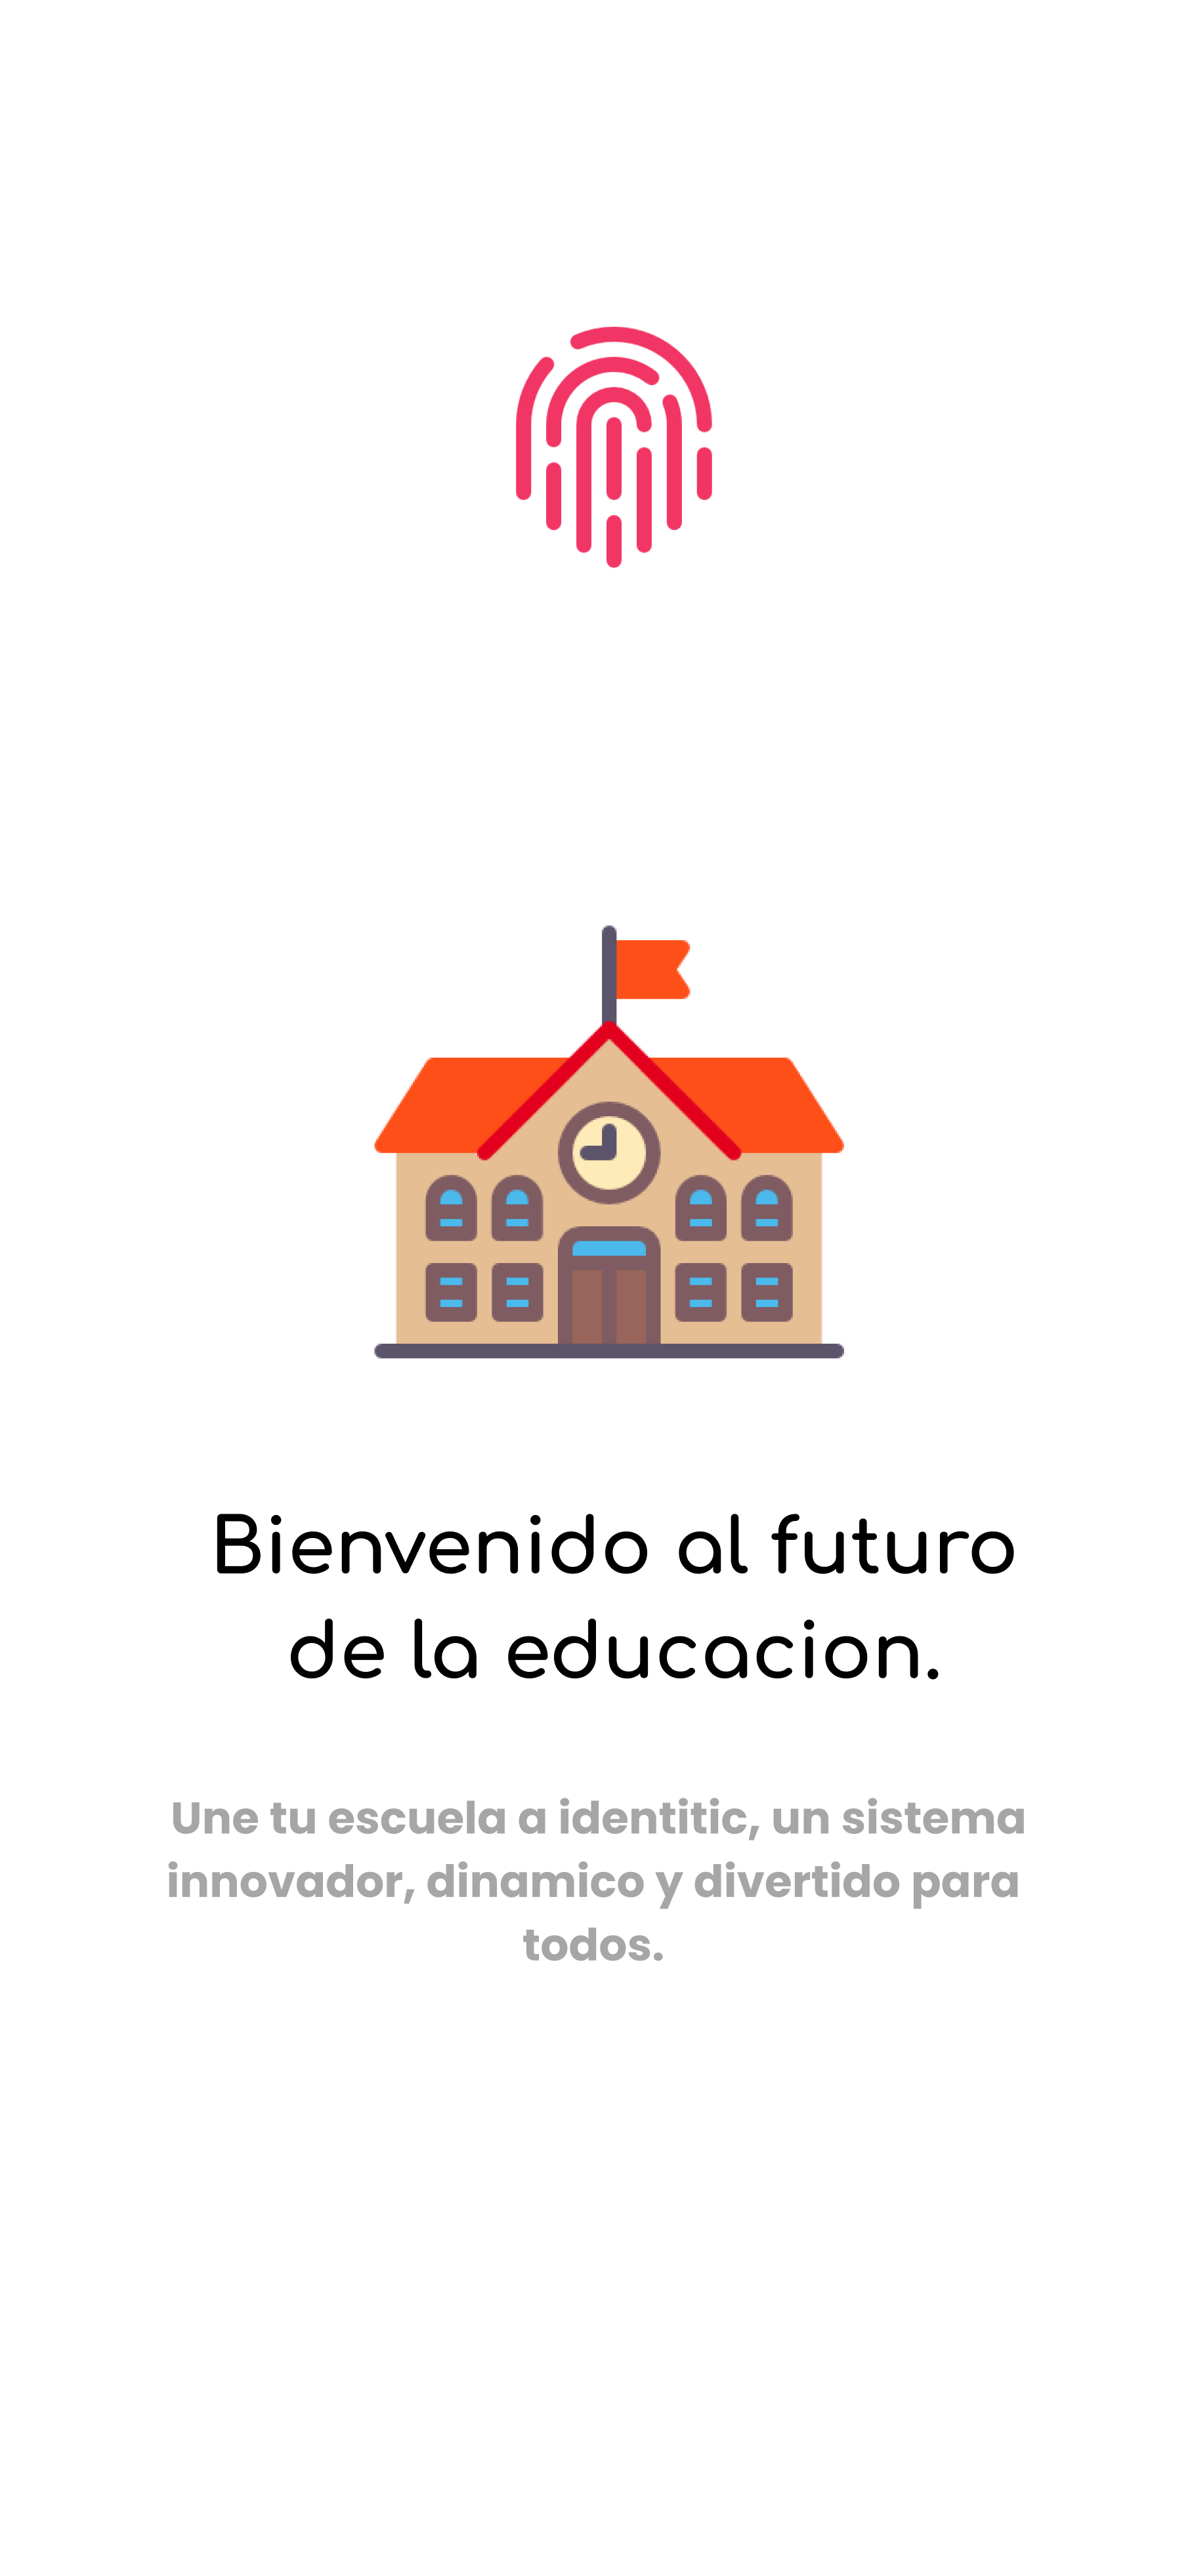 Bienvenido al futuro
de la educacion.
Une tu escuela a identitic, un sistema
innovador, dinamico y divertido para
todos.